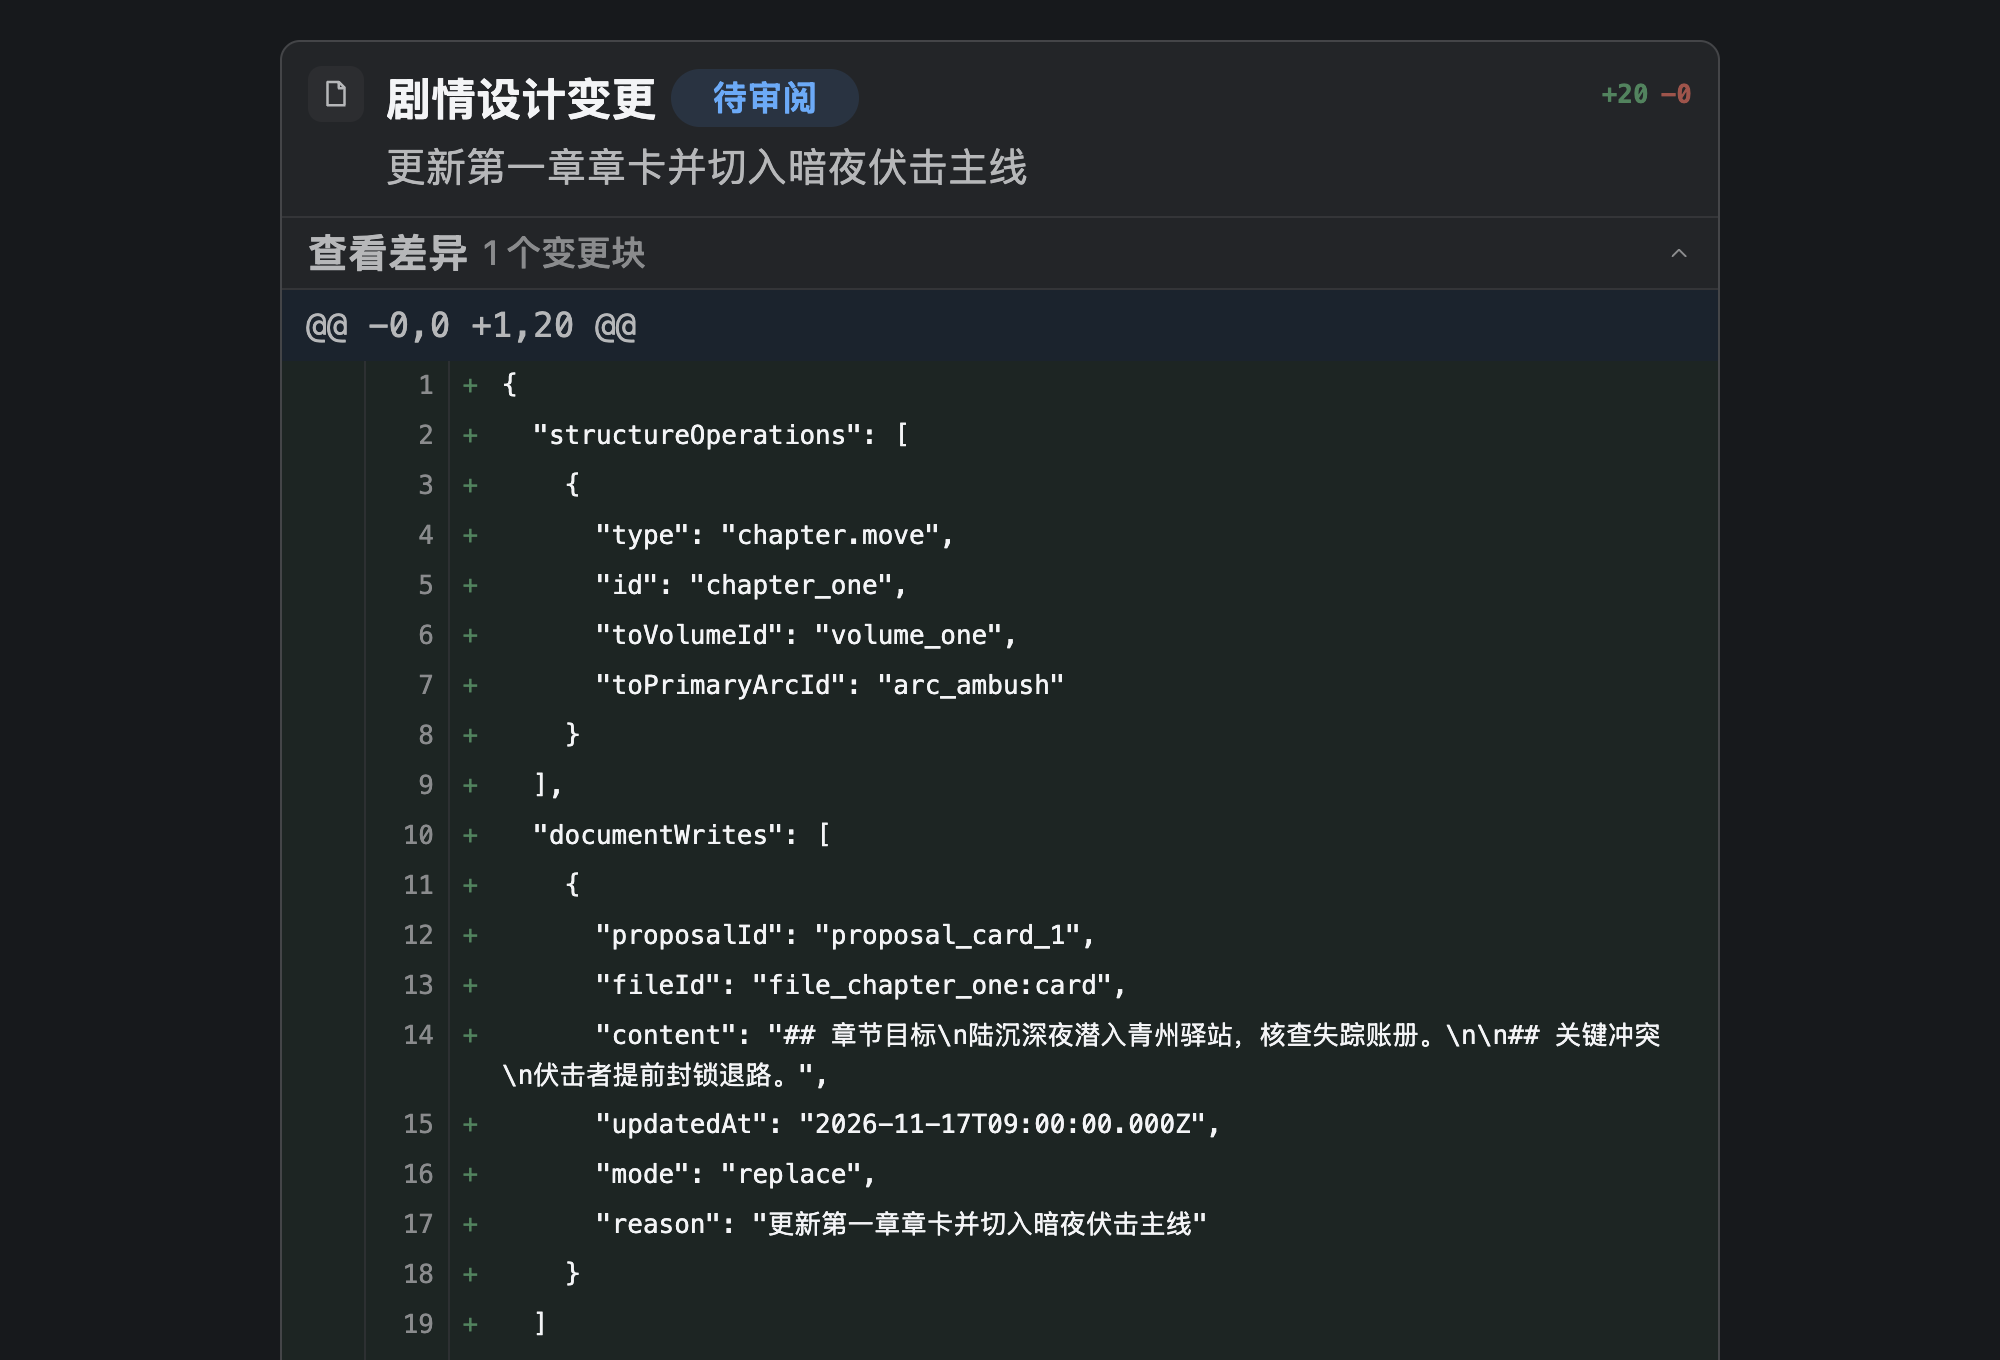 剧情设计变更 待审阅 +20 −0
更新第一章章卡并切入暗夜伏击主线
查看差异 1 个变更块
@@ −0,0 +1,20 @@
1 + {
2 + "structureOperations": [
3 + {
4 + "type": "chapter.move",
5 + "id": "chapter_one",
6 + "toVolumeId": "volume_one",
7 + "toPrimaryArcId": "arc_ambush"
8 + }
9 + ],
10 + "documentWrites": [
11 + {
12 + "proposalId": "proposal_card_1",
13 + "fileId": "file_chapter_one:card",
14 + "content": "## 章节目标\n陆沉深夜潜入青州驿站，核查失踪账册。\n\n## 关键冲突
\n伏击者提前封锁退路。",
15 + "updatedAt": "2026-11-17T09:00:00.000Z",
16 + "mode": "replace",
17 + "reason": "更新第一章章卡并切入暗夜伏击主线"
18 + }
19 + ]